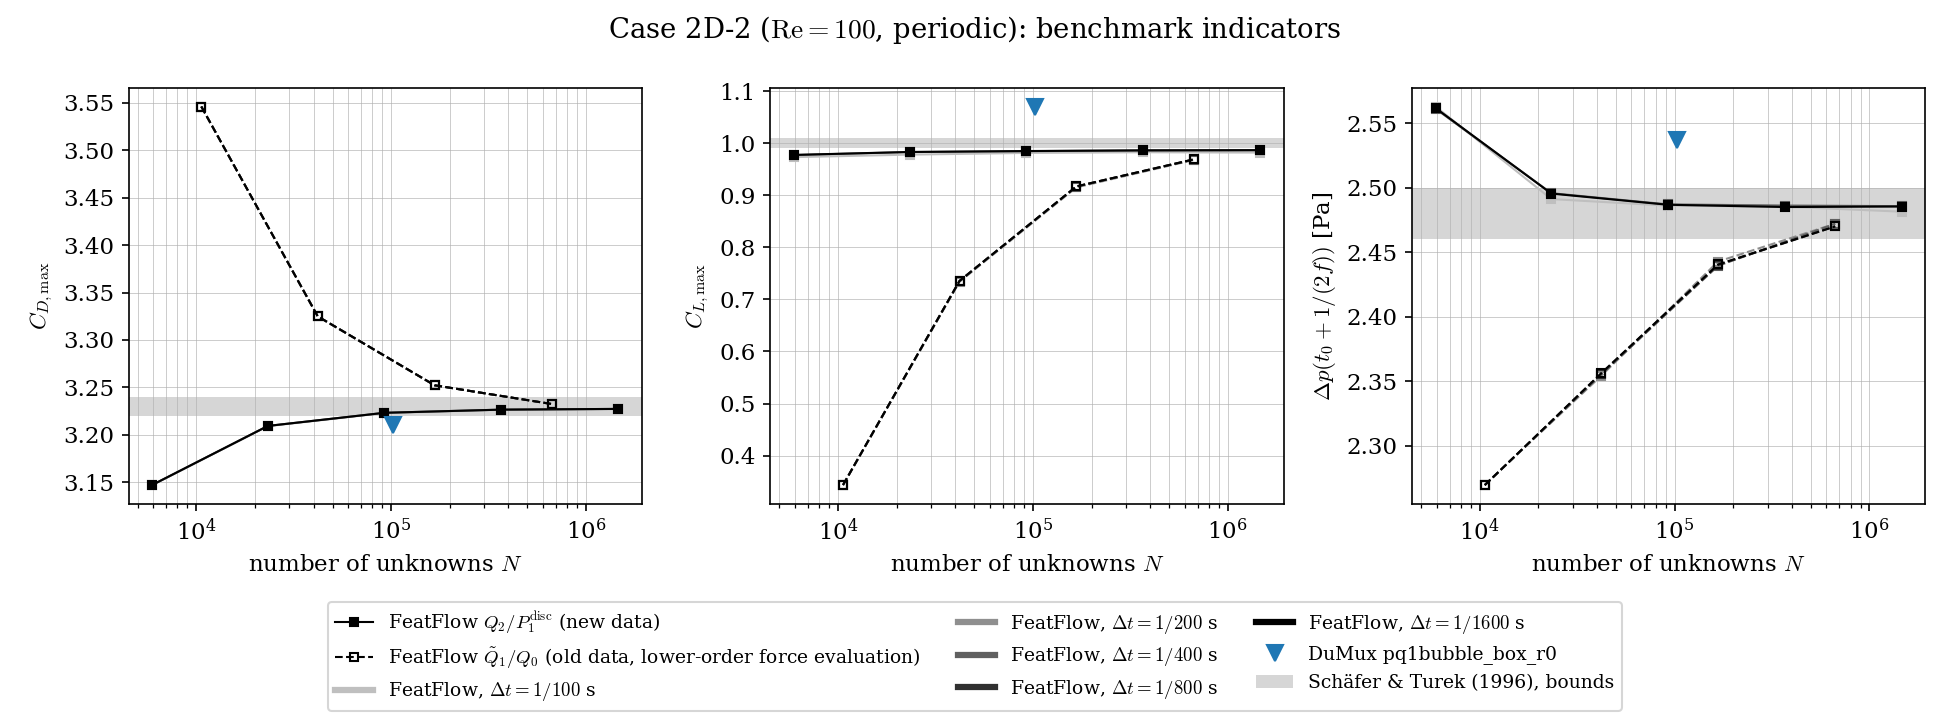 Case 2D-2 (Re = 100, periodic): benchmark indicators
C_{D,max}
3.55
3.50
3.45
3.40
3.35
3.30
3.25
3.20
3.15
10^4 10^5 10^6
number of unknowns N
C_{L,max}
1.1
1.0
0.9
0.8
0.7
0.6
0.5
0.4
10^4 10^5 10^6
number of unknowns N
Δp(t_0 + 1/(2f)) [Pa]
2.55
2.50
2.45
2.40
2.35
2.30
10^4 10^5 10^6
number of unknowns N
FeatFlow Q_2/P_1^{disc} (new data)
FeatFlow Q̃_1/Q_0 (old data, lower-order force evaluation)
FeatFlow, Δt = 1/100 s
FeatFlow, Δt = 1/200 s
FeatFlow, Δt = 1/400 s
FeatFlow, Δt = 1/800 s
FeatFlow, Δt = 1/1600 s
DuMux pq1bubble_box_r0
Schäfer & Turek (1996), bounds